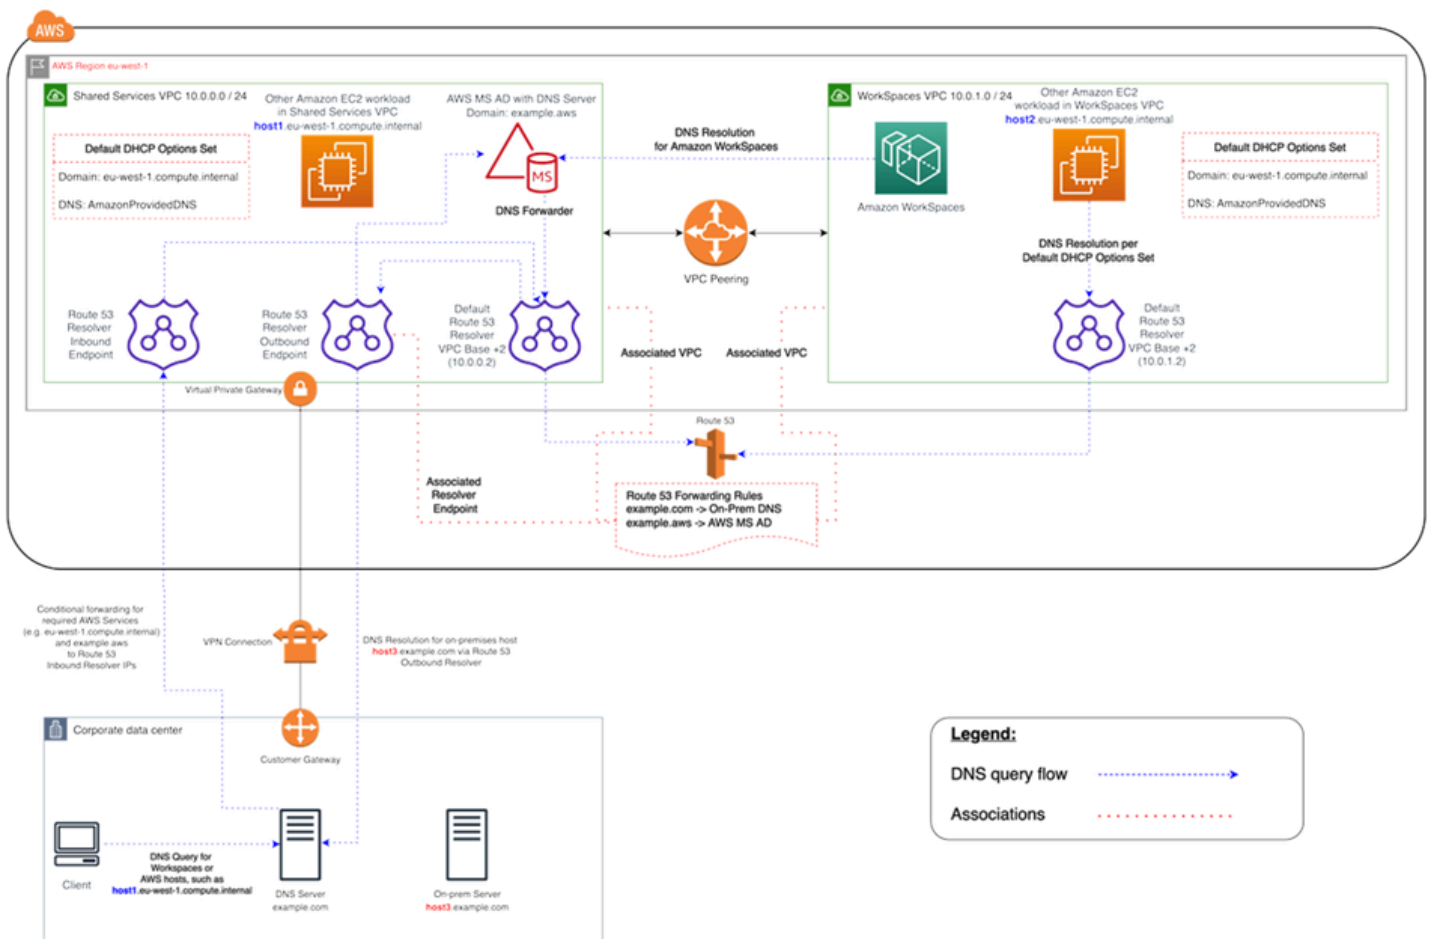 AWS
AWS Region eu-west-1
Shared Services VPC 10.0.0.0 / 24
Other Amazon EC2 workload
in Shared Services VPC
host1.eu-west-1.compute.internal
AWS MS AD with DNS Server
Domain: example.aws
MS
DNS Forwarder
Default DHCP Options Set
Domain: eu-west-1.compute.internal
DNS: AmazonProvidedDNS
DNS Resolution
for Amazon WorkSpaces
VPC Peering
WorkSpaces VPC 10.0.1.0 / 24
Other Amazon EC2
workload in WorkSpaces VPC
host2.eu-west-1.compute.internal
Amazon WorkSpaces
Default DHCP Options Set
Domain: eu-west-1.compute.internal
DNS: AmazonProvidedDNS
DNS Resolution per
Default DHCP Options Set
Route 53
Resolver
Inbound
Endpoint
Route 53
Resolver
Outbound
Endpoint
Default
Route 53
Resolver
VPC Base +2
(10.0.0.2)
Associated VPC
Associated VPC
Default
Route 53
Resolver
VPC Base +2
(10.0.1.2)
Virtual Private Gateway
Route 53
Associated
Resolver
Endpoint
Route 53 Forwarding Rules
example.com -> On-Prem DNS
example.aws -> AWS MS AD
Conditional forwarding for
required AWS Services
(e.g. eu-west-1.compute.internal)
and example.aws
to Route 53
Inbound Resolver IPs
VPN Connection
DNS Resolution for on-premises host
host3.example.com via Route 53
Outbound Resolver
Corporate data center
Customer Gateway
Client
DNS Query for
Workspaces or
AWS hosts, such as
host1.eu-west-1.compute.internal
DNS Server
example.com
On-prem Server
host3.example.com
Legend:
DNS query flow
Associations